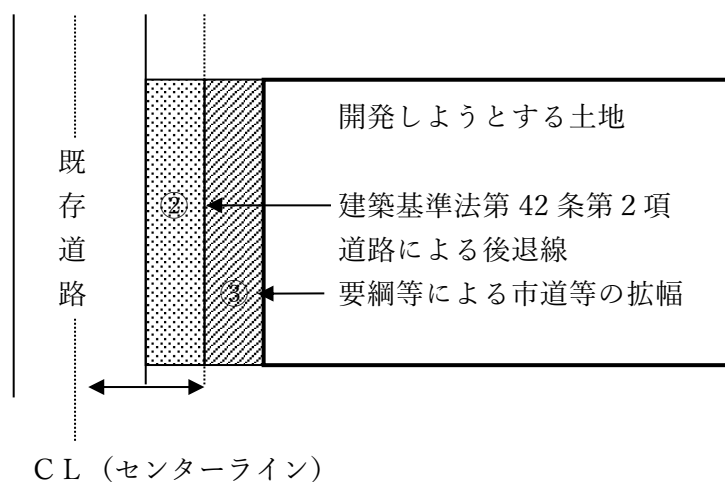 開発しようとする土地
既存道路
②
建築基準法第 42 条第 2 項
道路による後退線
③
要綱等による市道等の拡幅
ＣＬ（センターライン）